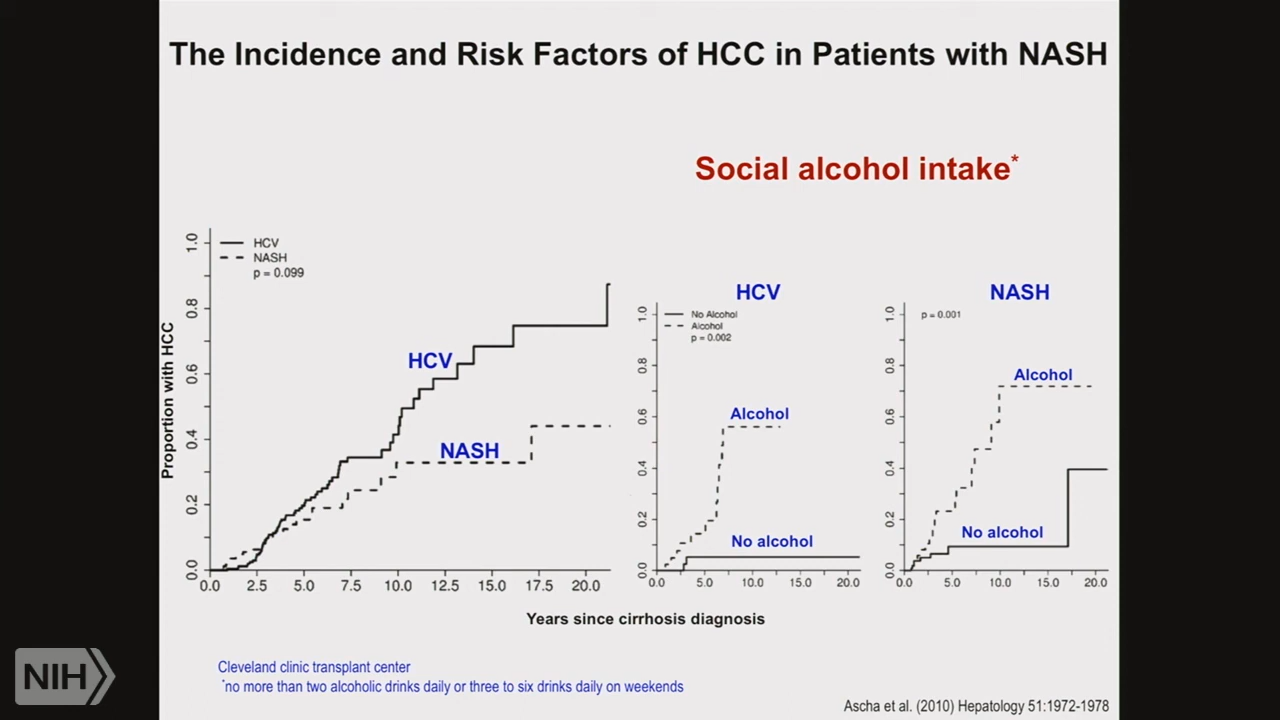 The Incidence and Risk Factors of HCC in Patients with NASH
Social alcohol intake*
HCV
NASH
p = 0.099
HCV
NASH
Proportion with HCC
0.0 0.2 0.4 0.6 0.8 1.0
0.0 2.5 5.0 7.5 10.0 12.5 15.0 17.5 20.0
HCV
No Alcohol
Alcohol
p = 0.002
Alcohol
No alcohol
0.0 0.2 0.4 0.6 0.8 1.0
0.0 5.0 10.0 15.0 20.0
NASH
p = 0.001
Alcohol
No alcohol
0.0 0.2 0.4 0.6 0.8 1.0
0.0 5.0 10.0 15.0 20.0
Years since cirrhosis diagnosis
Cleveland clinic transplant center
*no more than two alcoholic drinks daily or three to six drinks daily on weekends
NIH
Ascha et al. (2010) Hepatology 51:1972-1978